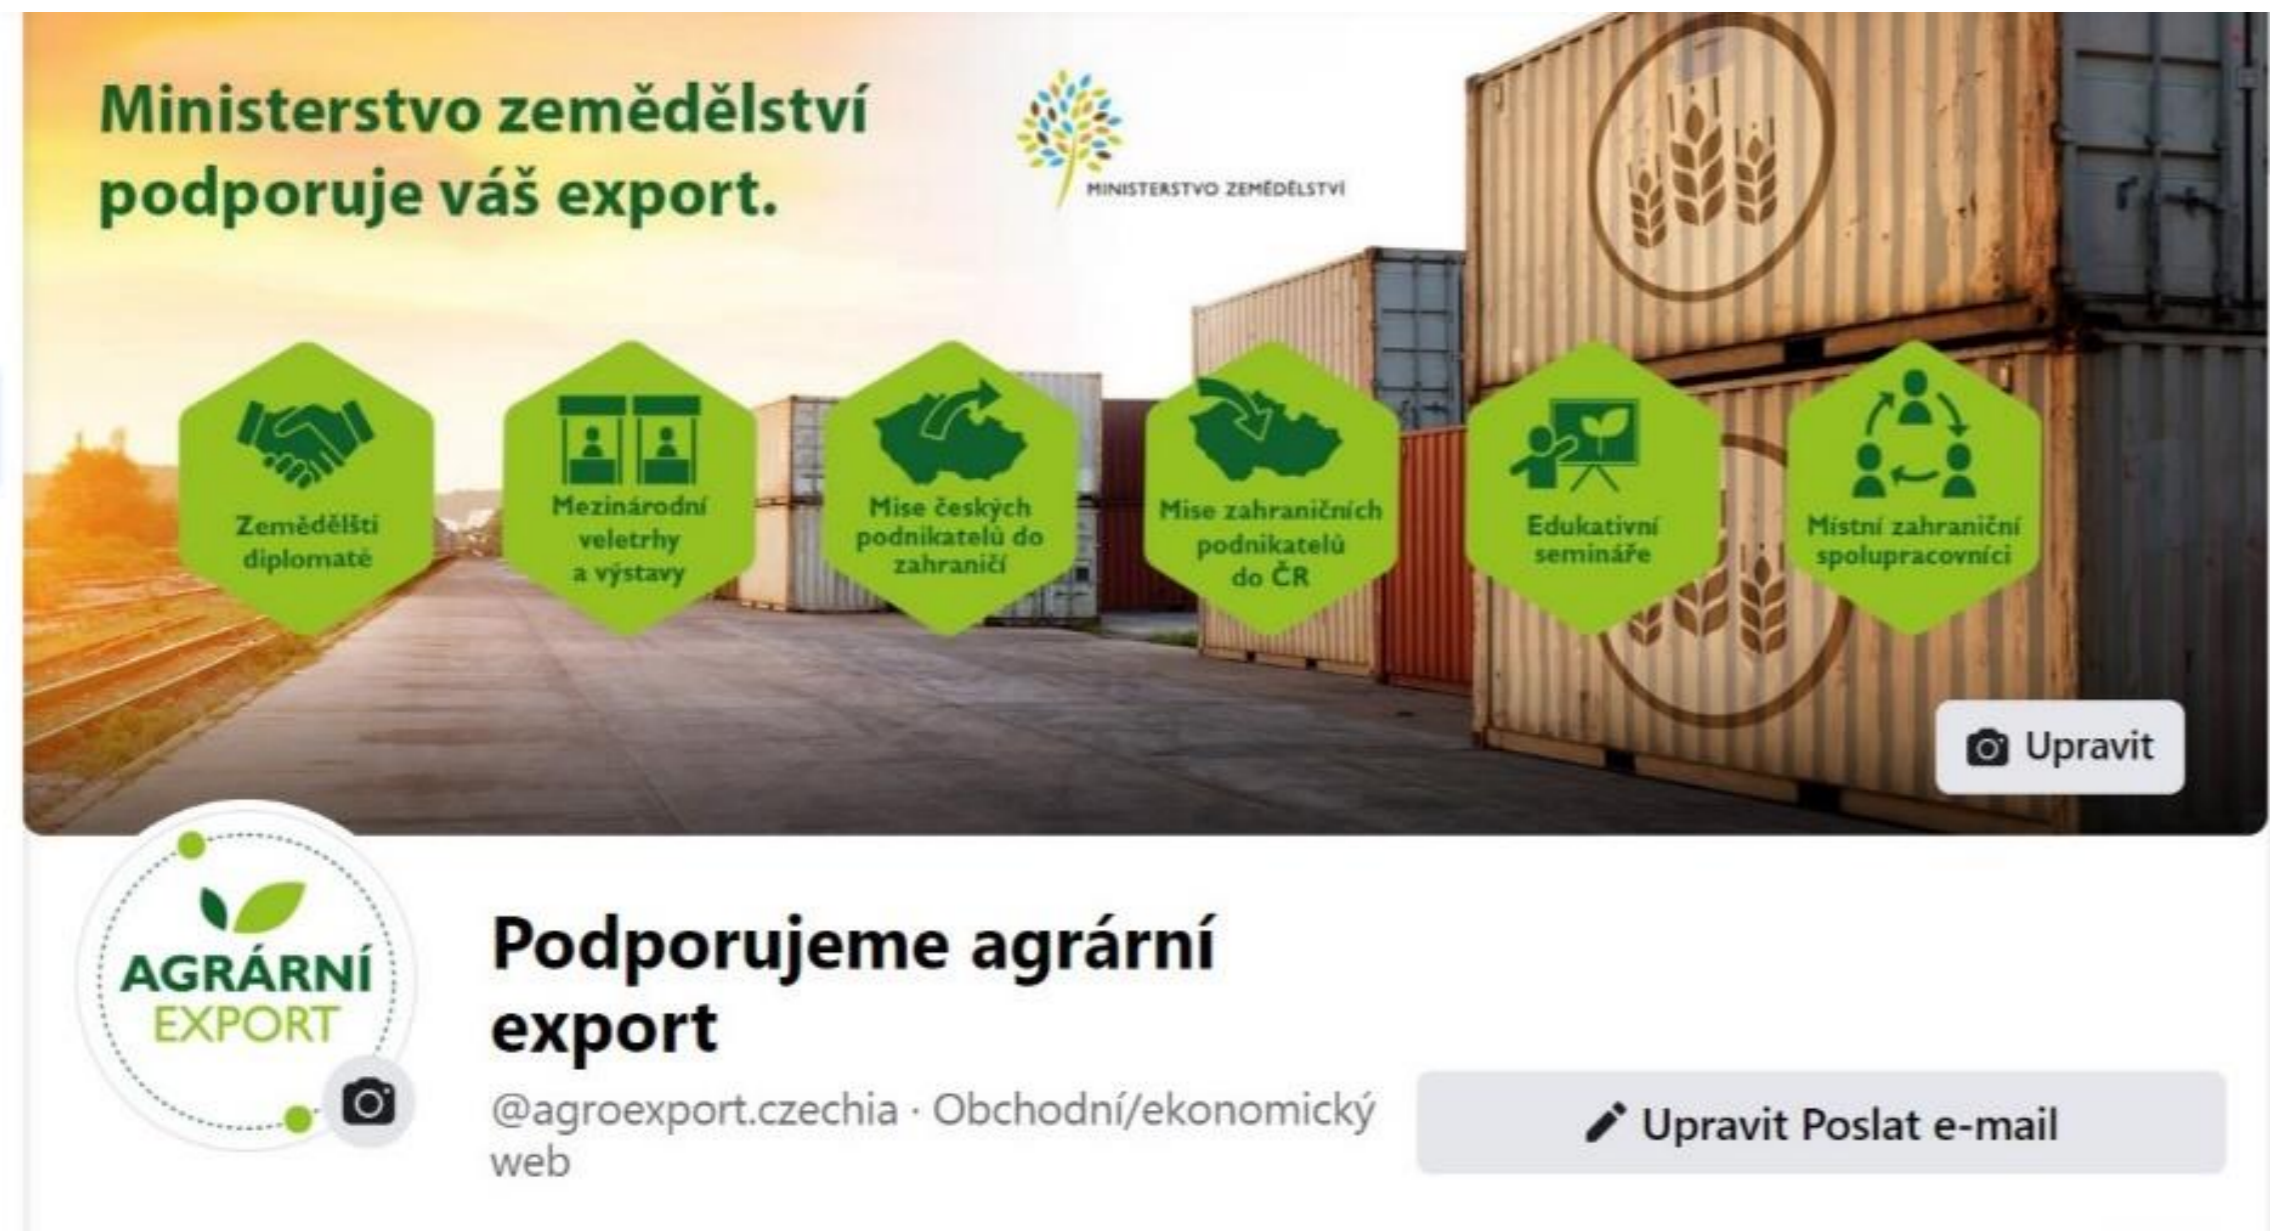 Ministerstvo zemědělství
podporuje váš export.
MINISTERSTVO ZEMĚDĚLSTVÍ
Zemědělští
diplomaté
Mezinárodní
veletrhy
a výstavy
Mise českých
podnikatelů do
zahraničí
Mise zahraničních
podnikatelů
do ČR
Edukativní
semináře
Místní zahraniční
spolupracovníci
Upravit
AGRÁRNÍ
EXPORT
Podporujeme agrární
export
@agroexport.czechia · Obchodní/ekonomický
web
Upravit Poslat e-mail